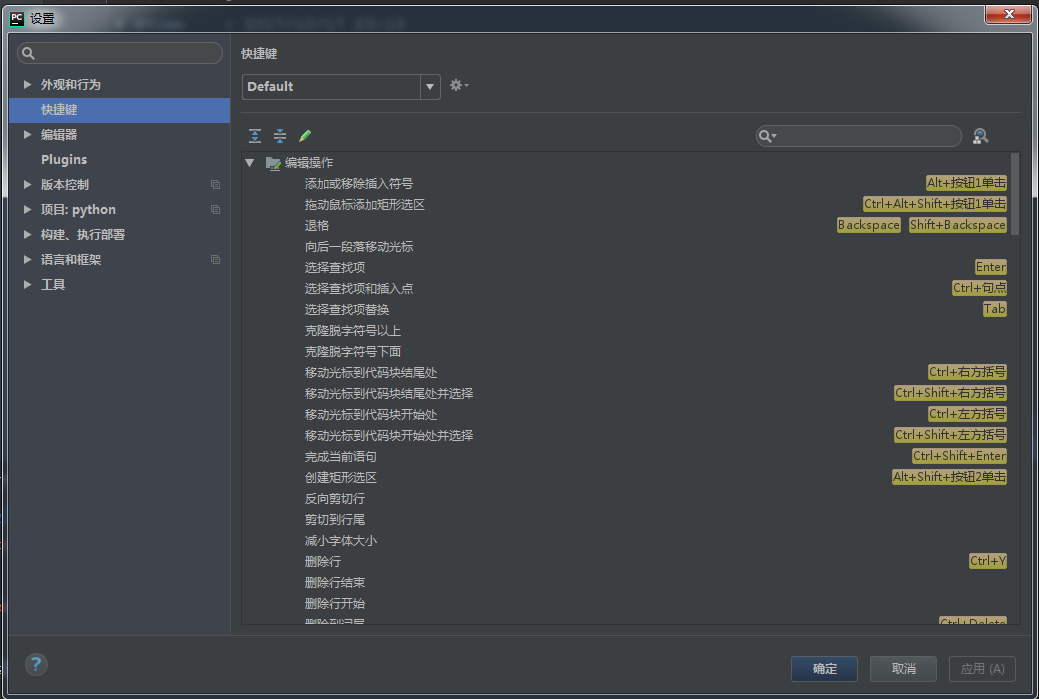 PC 设置
外观和行为
快捷键
编辑器
Plugins
版本控制
项目: python
构建、执行部署
语言和框架
工具
快捷键
Default
编辑操作
添加或移除插入符号 Alt+按钮1单击
拖动鼠标添加矩形选区 Ctrl+Alt+Shift+按钮1单击
退格 Backspace Shift+Backspace
向后一段落移动光标
选择查找项 Enter
选择查找项和插入点 Ctrl+句点
选择查找项替换 Tab
克隆脱字符号以上
克隆脱字符号下面
移动光标到代码块结尾处 Ctrl+右方括号
移动光标到代码块结尾处并选择 Ctrl+Shift+右方括号
移动光标到代码块开始处 Ctrl+左方括号
移动光标到代码块开始处并选择 Ctrl+Shift+左方括号
完成当前语句 Ctrl+Shift+Enter
创建矩形选区 Alt+Shift+按钮2单击
反向剪切行
剪切到行尾
减小字体大小
删除行 Ctrl+Y
删除行结束
删除行开始
删除到词尾 Ctrl+Delete
?
确定 取消 应用 (A)